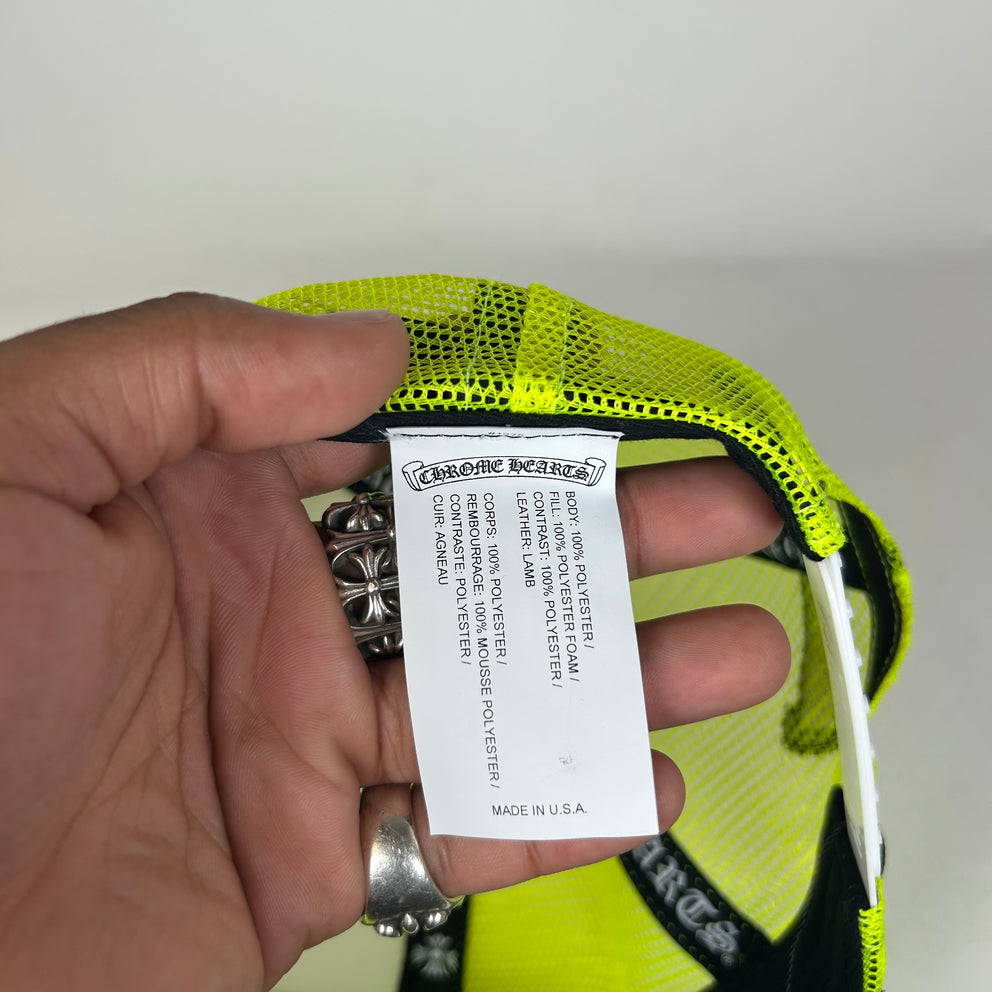 CHROME HEARTS
BODY: 100% POLYESTER /
FILL: 100% POLYESTER FOAM /
CONTRAST: 100% POLYESTER /
LEATHER: LAMB
CORPS: 100% POLYESTER /
REMBOURRAGE: 100% MOUSSE POLYESTER /
CONTRASTE: POLYESTER /
CUIR: AGNEAU
MADE IN U.S.A.